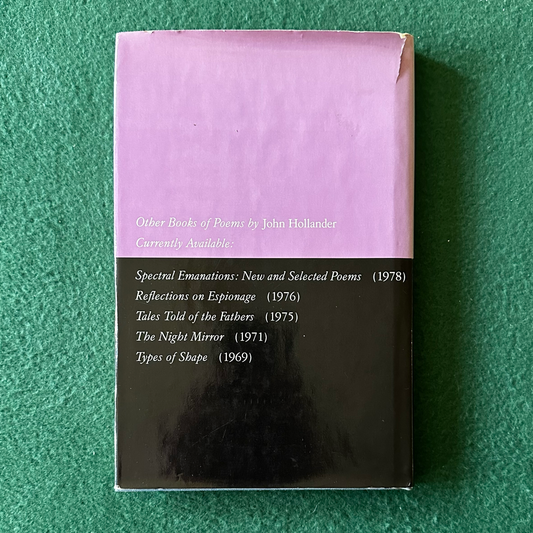 Other Books of Poems by John Hollander
Currently Available:
Spectral Emanations: New and Selected Poems (1978)
Reflections on Espionage (1976)
Tales Told of the Fathers (1975)
The Night Mirror (1971)
Types of Shape (1969)